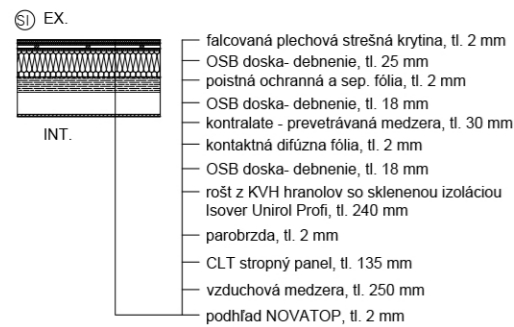 SI EX.
falcovaná plechová strešná krytina, tl. 2 mm
OSB doska- debnenie, tl. 25 mm
poistná ochranná a sep. fólia, tl. 2 mm
OSB doska- debnenie, tl. 18 mm
kontralate - prevetrávaná medzera, tl. 30 mm
kontaktná difúzna fólia, tl. 2 mm
OSB doska- debnenie, tl. 18 mm
rošt z KVH hranolov so sklenenou izoláciou
Isover Unirol Profi, tl. 240 mm
parobrzda, tl. 2 mm
CLT stropný panel, tl. 135 mm
vzduchová medzera, tl. 250 mm
podhľad NOVATOP, tl. 2 mm
INT.